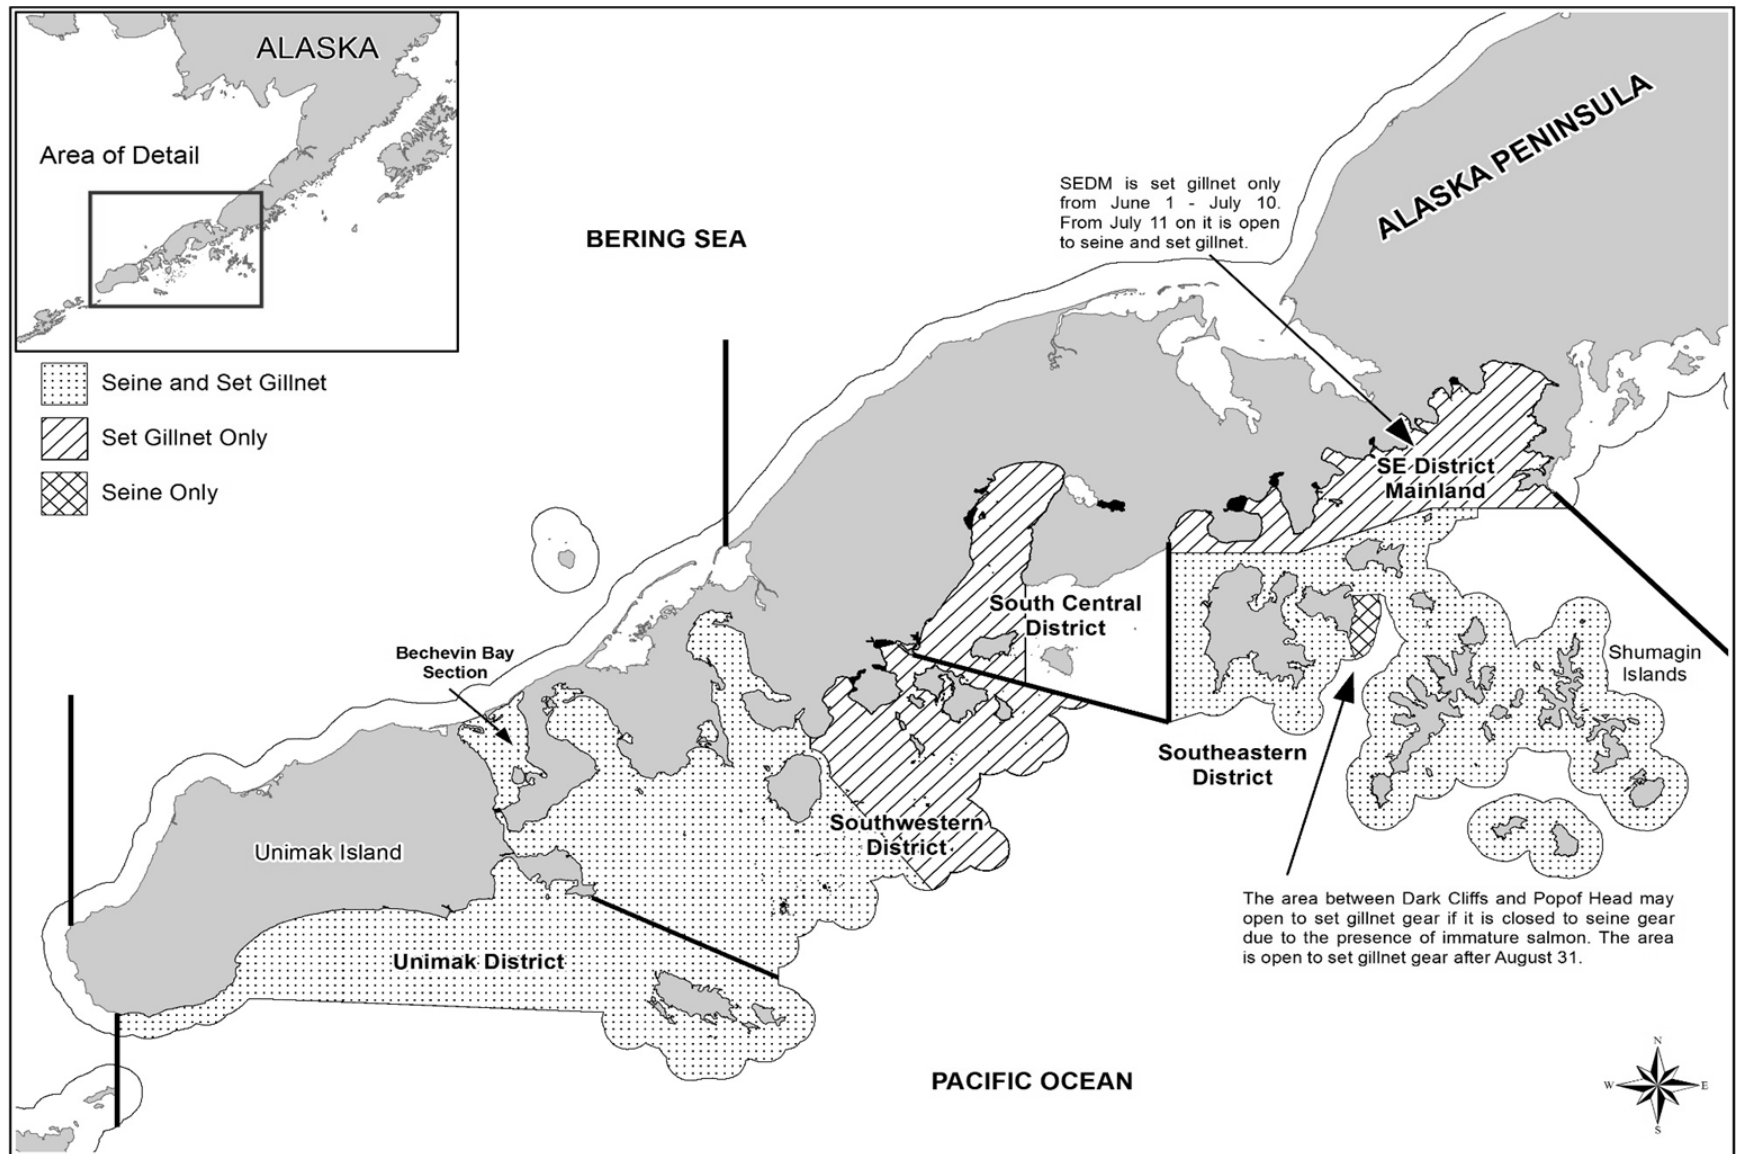 ALASKA
Area of Detail
Seine and Set Gillnet
Set Gillnet Only
Seine Only
BERING SEA
ALASKA PENINSULA
SEDM is set gillnet only
from June 1 - July 10.
From July 11 on it is open
to seine and set gillnet.
SE District
Mainland
South Central
District
Bechevin Bay
Section
Shumagin
Islands
Southeastern
District
Southwestern
District
Unimak Island
Unimak District
The area between Dark Cliffs and Popof Head may
open to set gillnet gear if it is closed to seine gear
due to the presence of immature salmon. The area
is open to set gillnet gear after August 31.
PACIFIC OCEAN
N
W
E
S